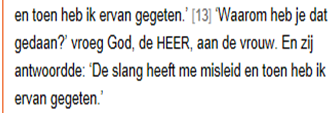 en toen heb ik ervan gegeten.’ [13] ‘Waarom heb je dat
gedaan?’ vroeg God, de HEER, aan de vrouw. En zij
antwoordde: ‘De slang heeft me misleid en toen heb ik
ervan gegeten.’